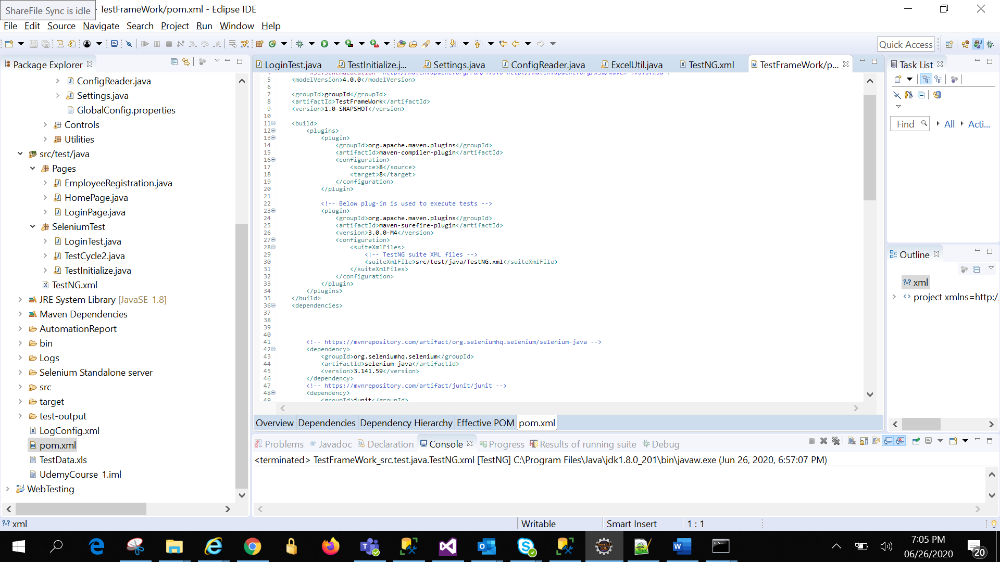 ShareFile Sync is idle
- TestFrameWork/pom.xml - Eclipse IDE
File Edit Source Navigate Search Project Run Window Help
Quick Access
Package Explorer
ConfigReader.java
Settings.java
GlobalConfig.properties
Controls
Utilities
src/test/java
Pages
EmployeeRegistration.java
HomePage.java
LoginPage.java
SeleniumTest
LoginTest.java
TestCycle2.java
TestInitialize.java
TestNG.xml
JRE System Library [JavaSE-1.8]
Maven Dependencies
AutomationReport
bin
Logs
Selenium Standalone server
src
target
test-output
LogConfig.xml
pom.xml
TestData.xls
UdemyCourse_1.iml
WebTesting
LoginTest.java TestInitialize.j... Settings.java ConfigReader.java ExcelUtil.java TestNG.xml TestFrameWork/p...
5 <modelVersion>4.0.0</modelVersion>
6
7 <groupId>groupId</groupId>
8 <artifactId>TestFrameWork</artifactId>
9 <version>1.0-SNAPSHOT</version>
10
11 <build>
12 <plugins>
13 <plugin>
14 <groupId>org.apache.maven.plugins</groupId>
15 <artifactId>maven-compiler-plugin</artifactId>
16 <configuration>
17 <source>8</source>
18 <target>8</target>
19 </configuration>
20 </plugin>
21
22 <!-- Below plug-in is used to execute tests -->
23 <plugin>
24 <groupId>org.apache.maven.plugins</groupId>
25 <artifactId>maven-surefire-plugin</artifactId>
26 <version>3.0.0-M4</version>
27 <configuration>
28 <suiteXmlFiles>
29 <!-- TestNG suite XML files -->
30 <suiteXmlFile>src/test/java/TestNG.xml</suiteXmlFile>
31 </suiteXmlFiles>
32 </configuration>
33 </plugin>
34 </plugins>
35 </build>
36 <dependencies>
37
38
39
40
41 <!-- https://mvnrepository.com/artifact/org.seleniumhq.selenium/selenium-java -->
42 <dependency>
43 <groupId>org.seleniumhq.selenium</groupId>
44 <artifactId>selenium-java</artifactId>
45 <version>3.141.59</version>
46 </dependency>
47 <!-- https://mvnrepository.com/artifact/junit/junit -->
48 <dependency>
49 <groupId>junit</groupId>
Overview Dependencies Dependency Hierarchy Effective POM pom.xml
Task List
Find All Acti...
Outline
xml
project xmlns=http:/
Problems Javadoc Declaration Console Progress Results of running suite Debug
<terminated> TestFrameWork_src.test.java.TestNG.xml [TestNG] C:\Program Files\Java\jdk1.8.0_201\bin\javaw.exe (Jun 26, 2020, 6:57:07 PM)
xml Writable Smart Insert 1 : 1
7:05 PM
06/26/2020
20